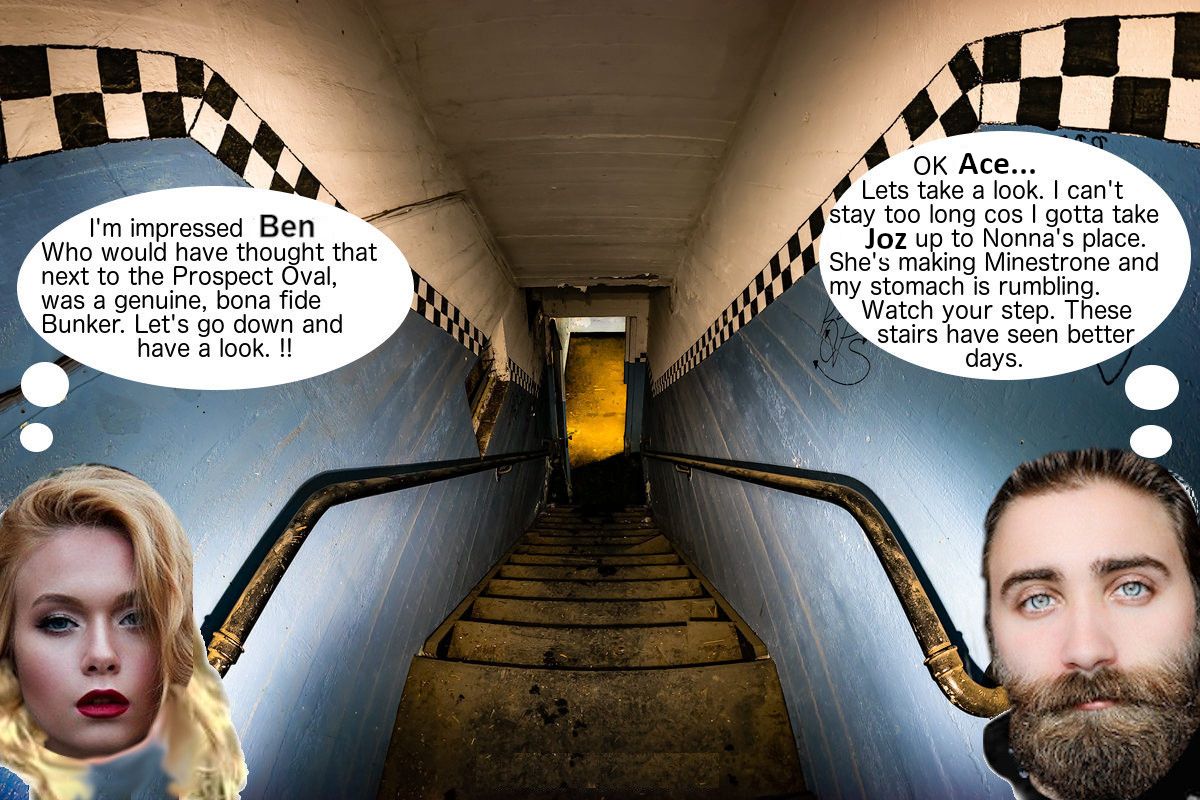 I'm impressed Ben
Who would have thought that
next to the Prospect Oval,
was a genuine, bona fide
Bunker. Let's go down and
have a look. !!
OK Ace...
Lets take a look. I can't
stay too long cos I gotta take
Joz up to Nonna's place.
She's making Minestrone and
my stomach is rumbling.
Watch your step. These
stairs have seen better
days.